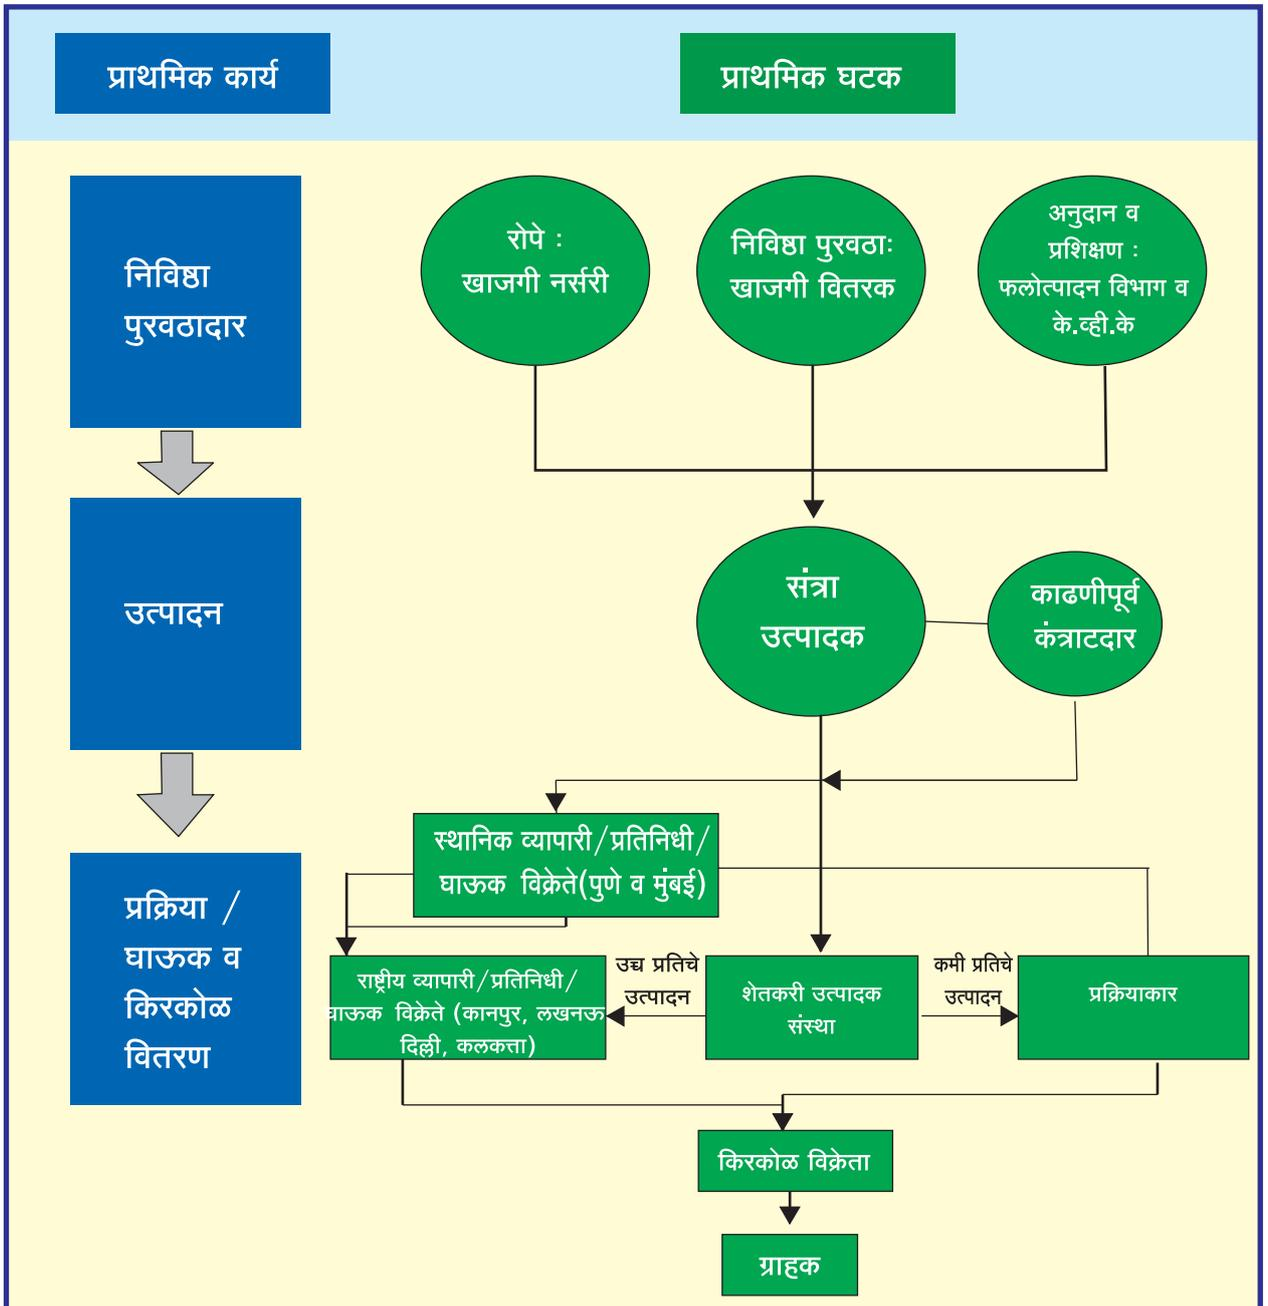 प्राथमिक कार्य
प्राथमिक घटक
निविष्ठा
पुरवठादार
रोपे :
खाजगी नर्सरी
निविष्ठा पुरवठाः
खाजगी वितरक
अनुदान व
प्रशिक्षण :
फलोत्पादन विभाग व
के.व्ही.के
उत्पादन
संत्रा
उत्पादक
काढणीपूर्व
कंत्राटदार
प्रक्रिया /
घाऊक व
किरकोळ
वितरण
स्थानिक व्यापारी/प्रतिनिधी/
घाऊक विक्रेते(पुणे व मुंबई)
राष्ट्रीय व्यापारी/प्रतिनिधी/
घाऊक विक्रेते (कानपुर, लखनऊ
दिल्ली, कलकत्ता)
उच्च प्रतिचे
उत्पादन
शेतकरी उत्पादक
संस्था
कमी प्रतिचे
उत्पादन
प्रक्रियाकार
किरकोळ विक्रेता
ग्राहक